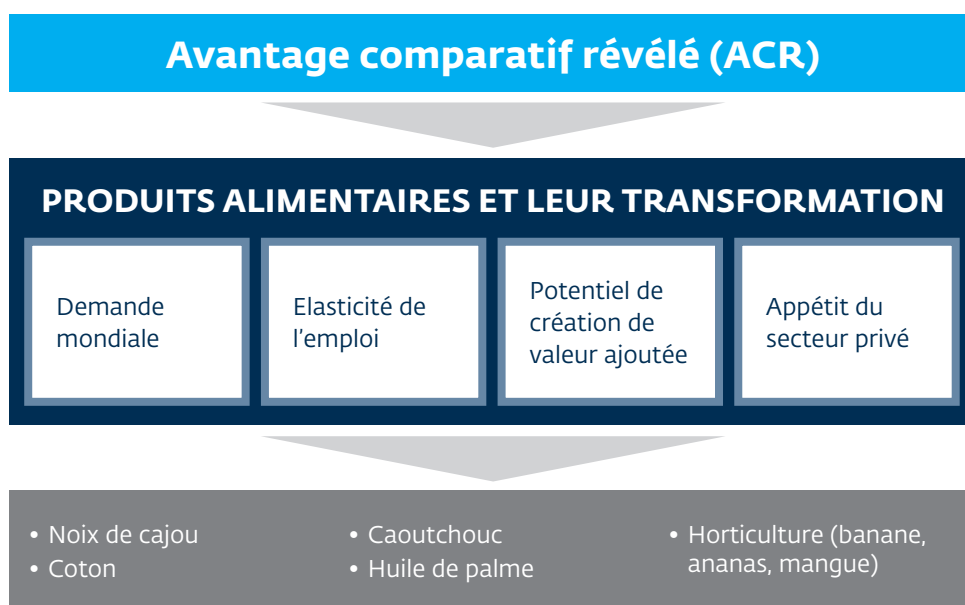 Avantage comparatif révélé (ACR)
PRODUITS ALIMENTAIRES ET LEUR TRANSFORMATION
Demande
mondiale
Elasticité de
l'emploi
Potentiel de
création de
valeur ajoutée
Appétit du
secteur privé
• Noix de cajou
• Coton
• Caoutchouc
• Huile de palme
• Horticulture (banane,
ananas, mangue)